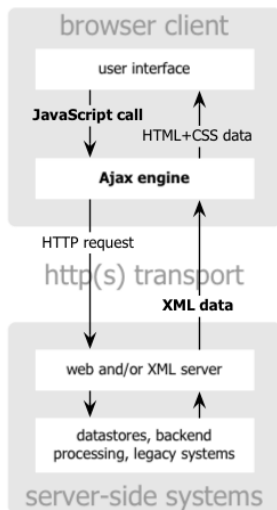 browser client
user interface
JavaScript call
HTML+CSS data
Ajax engine
HTTP request
http(s) transport
XML data
web and/or XML server
datastores, backend
processing, legacy systems
server-side systems